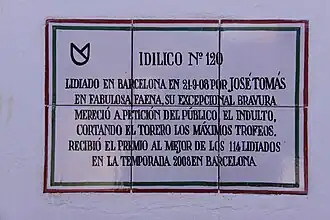 IDILICO Nº 120
LIDIADO EN BARCELONA EN 21-9-08 POR JOSÉ TOMÁS
EN FABULOSA FAENA, SU EXCEPCIONAL BRAVURA
MERECIÓ A PETICIÓN DEL PÚBLICO, EL INDULTO,
CORTANDO EL TORERO LOS MÁXIMOS TROFEOS.
RECIBIÓ EL PREMIO AL MEJOR DE LOS 114 LIDIADOS
EN LA TEMPORADA 2008 EN BARCELONA